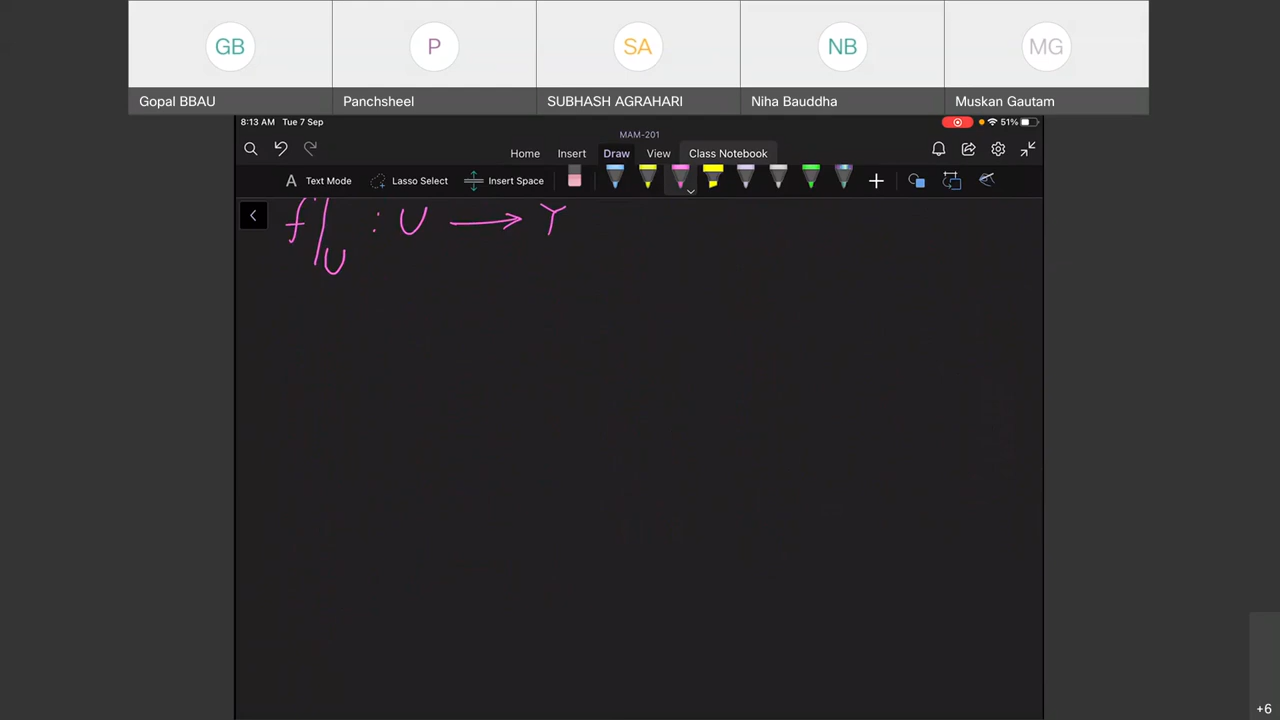 GB P SA NB MG
Gopal BBAU Panchsheel SUBHASH AGRAHARI Niha Bauddha Muskan Gautam
8:13 AM Tue 7 Sep 51%
MAM-201
Home Insert Draw View Class Notebook
A Text Mode Lasso Select Insert Space
f|U : U → Y
+6